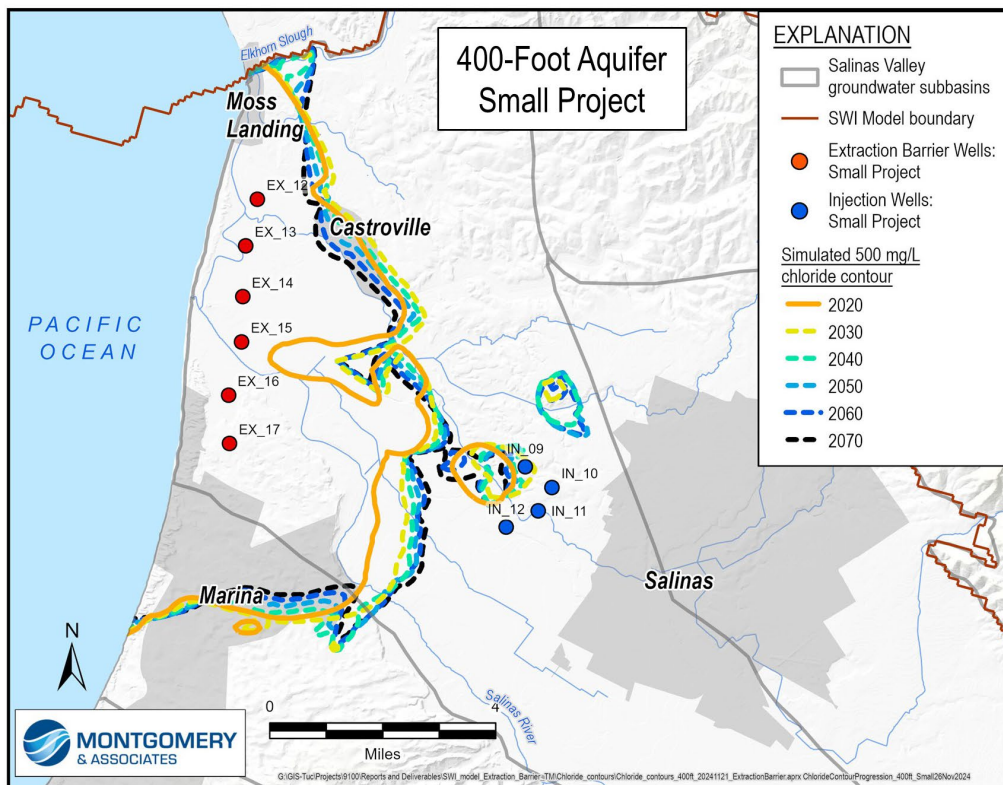 400-Foot Aquifer
Small Project
EXPLANATION
Salinas Valley
groundwater subbasins
SWI Model boundary
Extraction Barrier Wells:
Small Project
Injection Wells:
Small Project
Simulated 500 mg/L
chloride contour
2020
2030
2040
2050
2060
2070
Elkhorn Slough
Moss
Landing
EX_12
Castroville
EX_13
EX_14
PACIFIC
OCEAN
EX_15
EX_16
EX_17
IN_09
IN_10
IN_12
IN_11
Salinas
Marina
N
Salinas
River
0
4
Miles
MONTGOMERY
& ASSOCIATES
G:\GIS-Tuc\Projects\9100\Reports and Deliverables\SWI_model_Extraction_Barrier-TM\Chloride_contours\Chloride_contours_400ft_20241121_ExtractionBarrier.aprx ChlorideContourProgression_400ft_Small26Nov2024